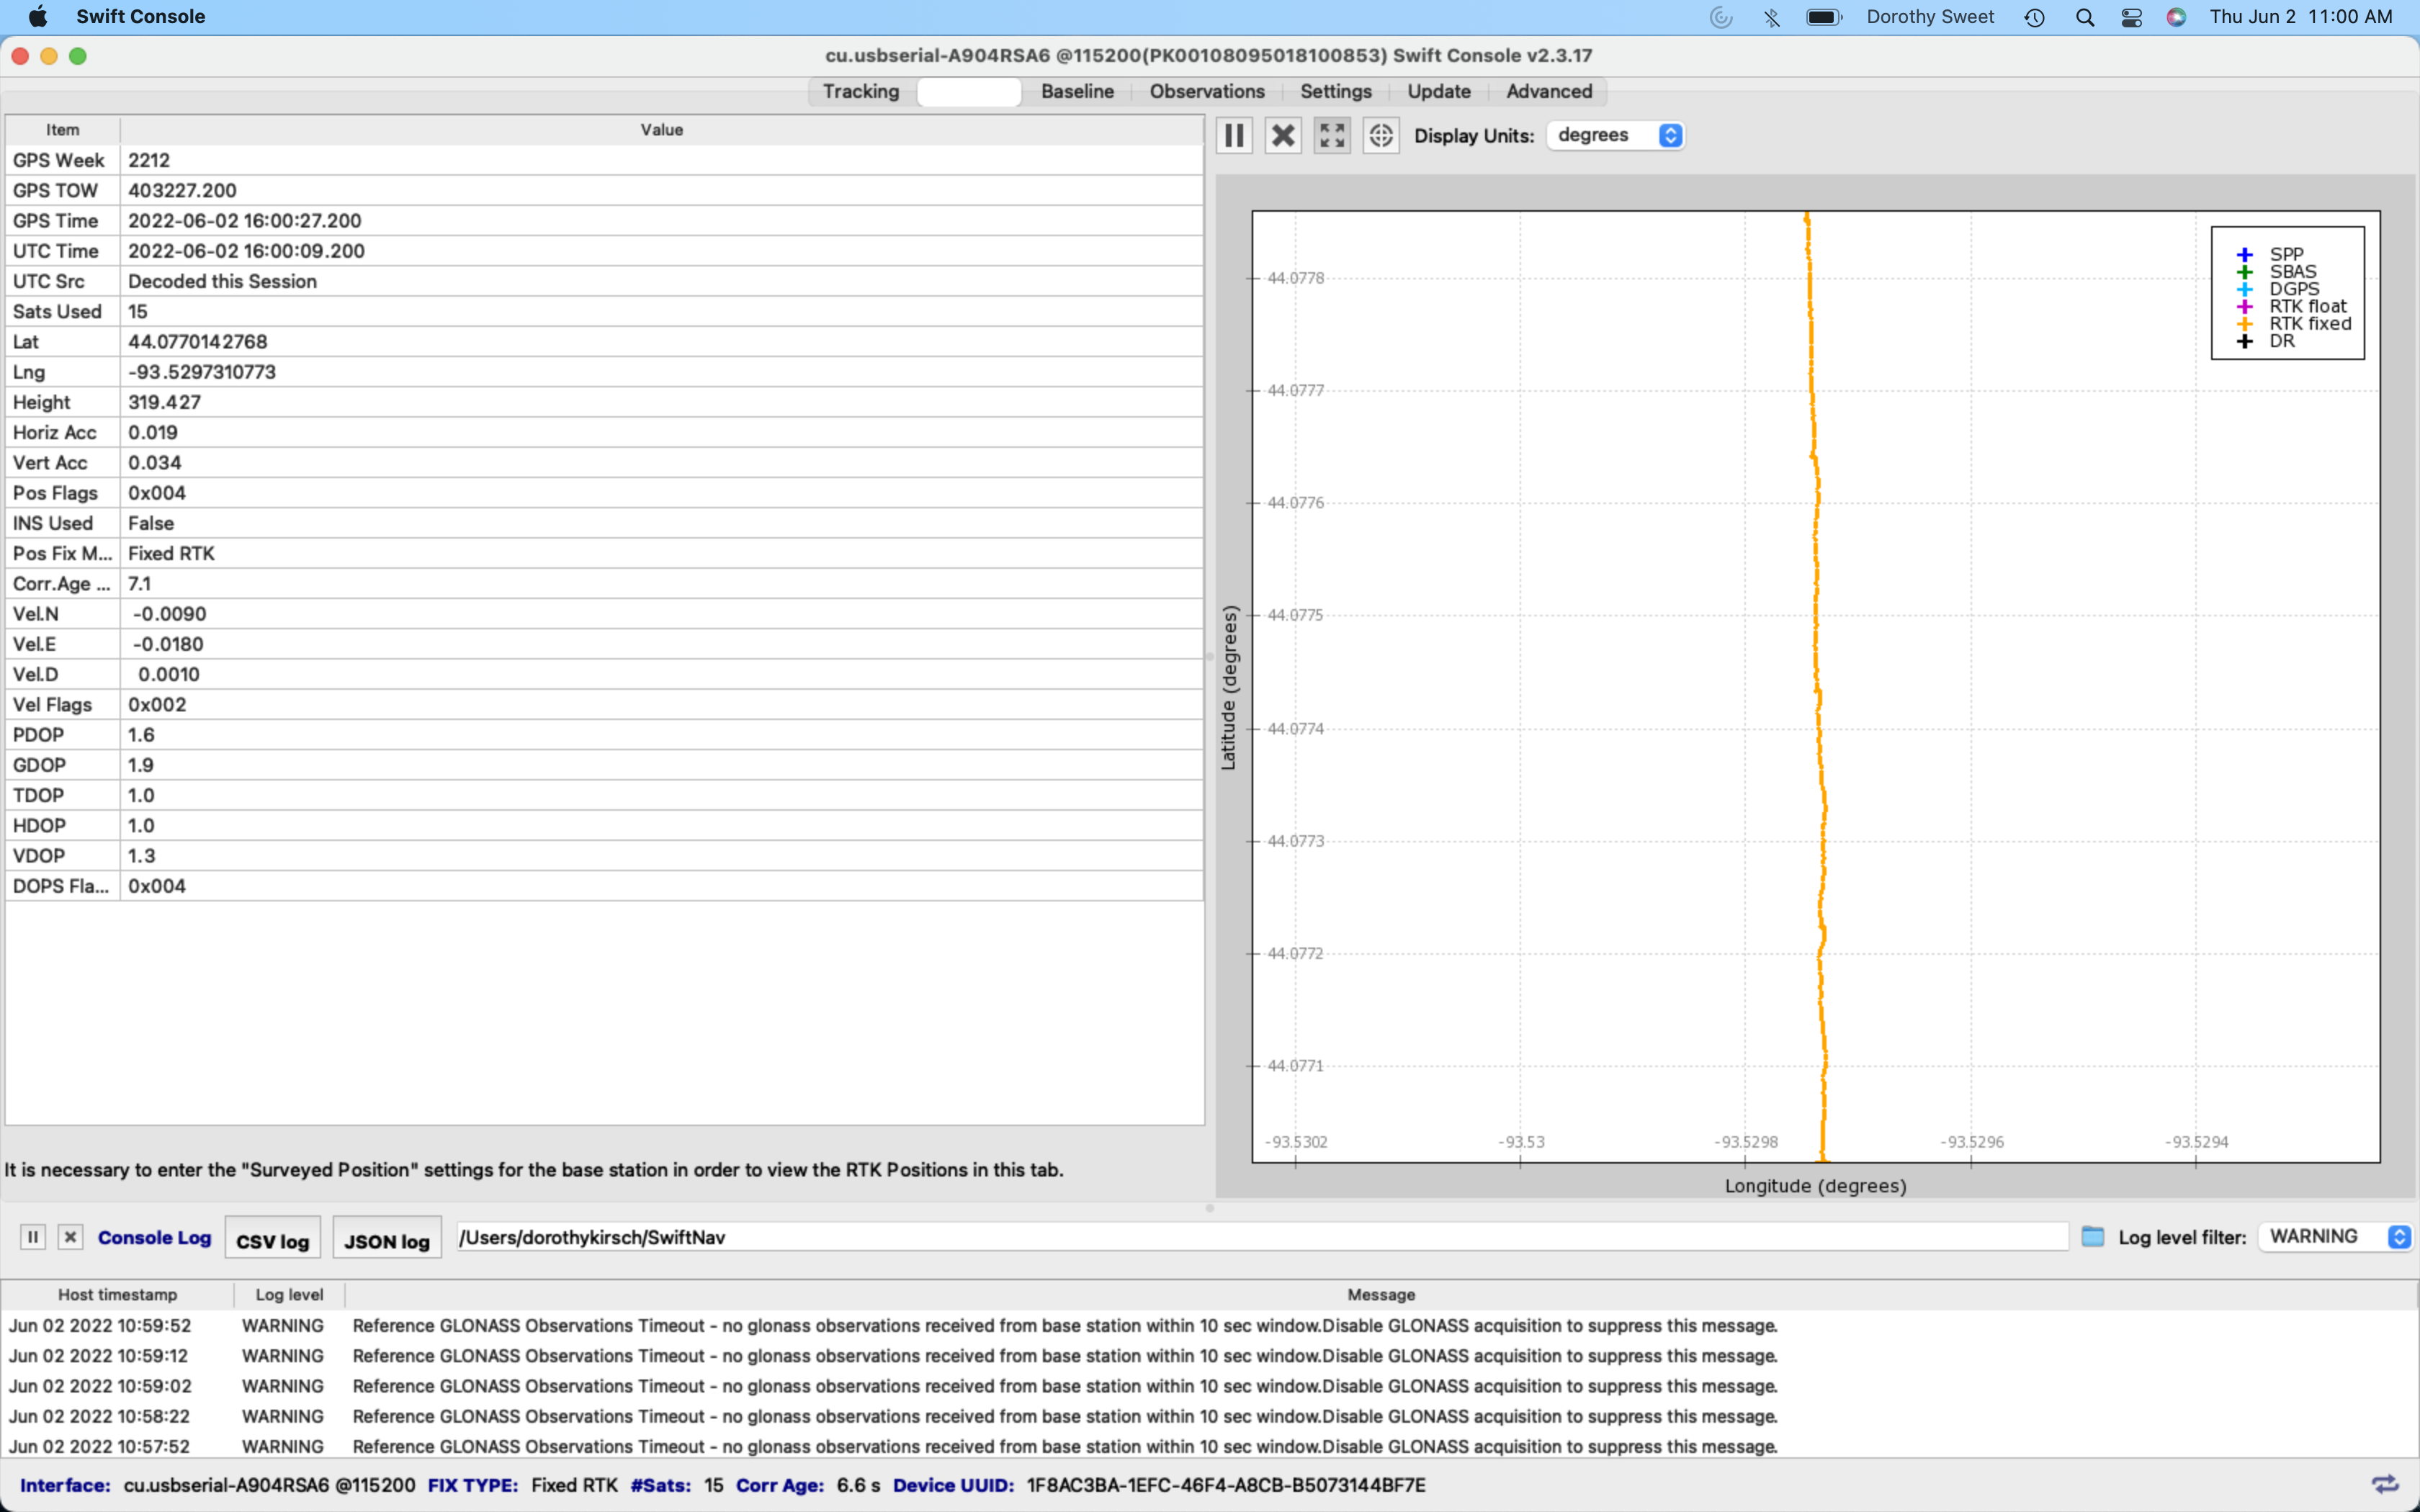 Swift Console
Dorothy Sweet
Thu Jun 2 11:00 AM
cu.usbserial-A904RSA6 @115200(PK00108095018100853) Swift Console v2.3.17
Tracking Baseline Observations Settings Update Advanced
Item Value
GPS Week 2212
GPS TOW 403227.200
GPS Time 2022-06-02 16:00:27.200
UTC Time 2022-06-02 16:00:09.200
UTC Src Decoded this Session
Sats Used 15
Lat 44.0770142768
Lng -93.5297310773
Height 319.427
Horiz Acc 0.019
Vert Acc 0.034
Pos Flags 0x004
INS Used False
Pos Fix M... Fixed RTK
Corr.Age ... 7.1
Vel.N -0.0090
Vel.E -0.0180
Vel.D 0.0010
Vel Flags 0x002
PDOP 1.6
GDOP 1.9
TDOP 1.0
HDOP 1.0
VDOP 1.3
DOPS Fla... 0x004
It is necessary to enter the "Surveyed Position" settings for the base station in order to view the RTK Positions in this tab.
Display Units: degrees
SPP
SBAS
DGPS
RTK float
RTK fixed
DR
44.0778
44.0777
44.0776
44.0775
44.0774
44.0773
44.0772
44.0771
Latitude (degrees)
-93.5302 -93.53 -93.5298 -93.5296 -93.5294
Longitude (degrees)
Console Log CSV log JSON log /Users/dorothykirsch/SwiftNav Log level filter: WARNING
Host timestamp Log level Message
Jun 02 2022 10:59:52 WARNING Reference GLONASS Observations Timeout - no glonass observations received from base station within 10 sec window.Disable GLONASS acquisition to suppress this message.
Jun 02 2022 10:59:12 WARNING Reference GLONASS Observations Timeout - no glonass observations received from base station within 10 sec window.Disable GLONASS acquisition to suppress this message.
Jun 02 2022 10:59:02 WARNING Reference GLONASS Observations Timeout - no glonass observations received from base station within 10 sec window.Disable GLONASS acquisition to suppress this message.
Jun 02 2022 10:58:22 WARNING Reference GLONASS Observations Timeout - no glonass observations received from base station within 10 sec window.Disable GLONASS acquisition to suppress this message.
Jun 02 2022 10:57:52 WARNING Reference GLONASS Observations Timeout - no glonass observations received from base station within 10 sec window.Disable GLONASS acquisition to suppress this message.
Interface: cu.usbserial-A904RSA6 @115200 FIX TYPE: Fixed RTK #Sats: 15 Corr Age: 6.6 s Device UUID: 1F8AC3BA-1EFC-46F4-A8CB-B5073144BF7E